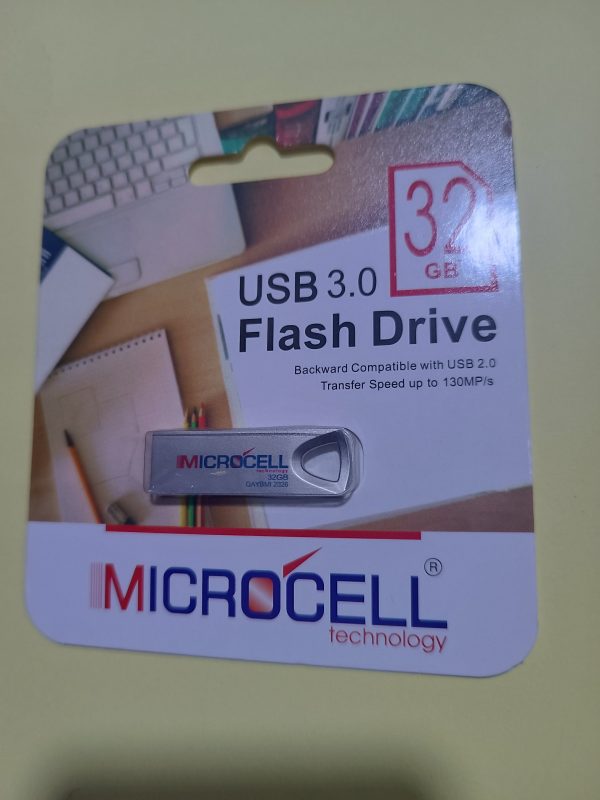 32
GB
USB 3.0
Flash Drive
Backward Compatible with USB 2.0
Transfer Speed up to 130MP/s
MICROCELL
technology
32GB
MICROCELL®
technology